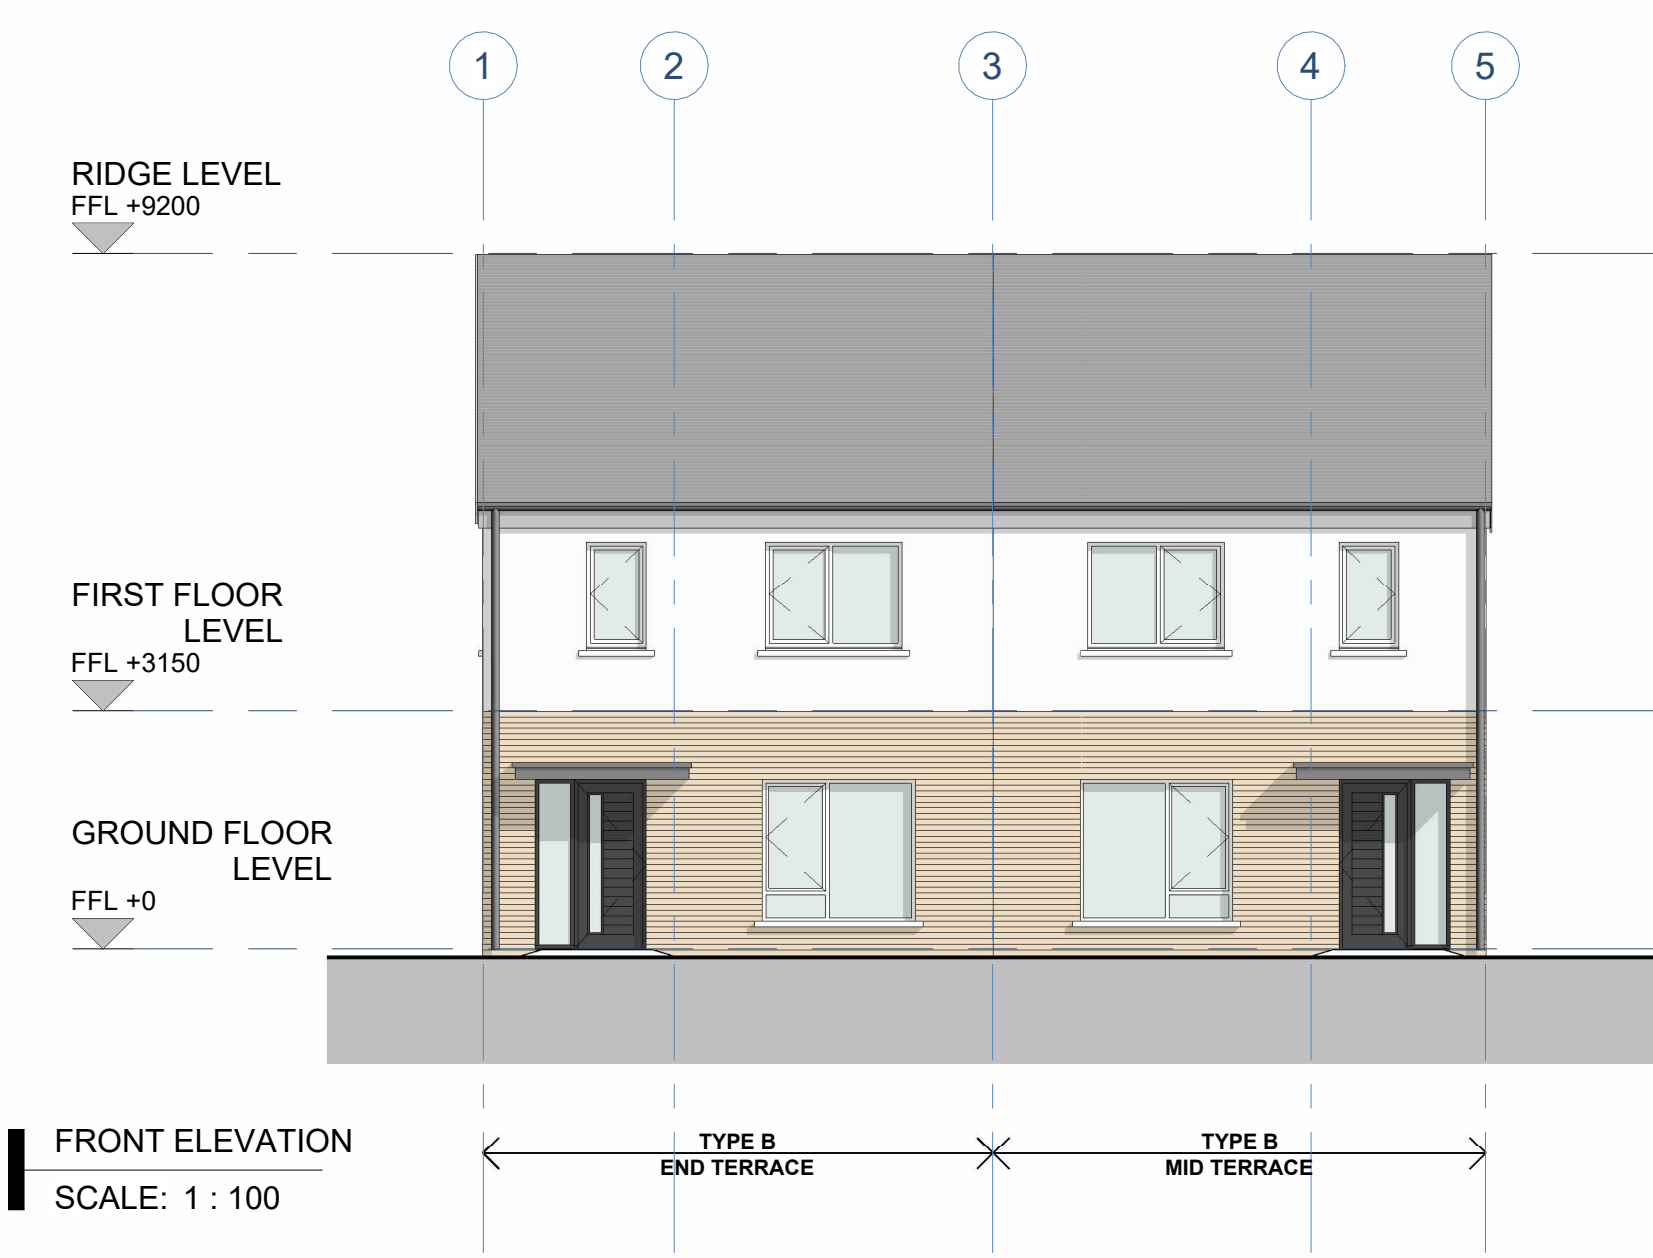 1 2 3 4 5
RIDGE LEVEL
FFL +9200
FIRST FLOOR
LEVEL
FFL +3150
GROUND FLOOR
LEVEL
FFL +0
TYPE B
END TERRACE
TYPE B
MID TERRACE
FRONT ELEVATION
SCALE: 1 : 100